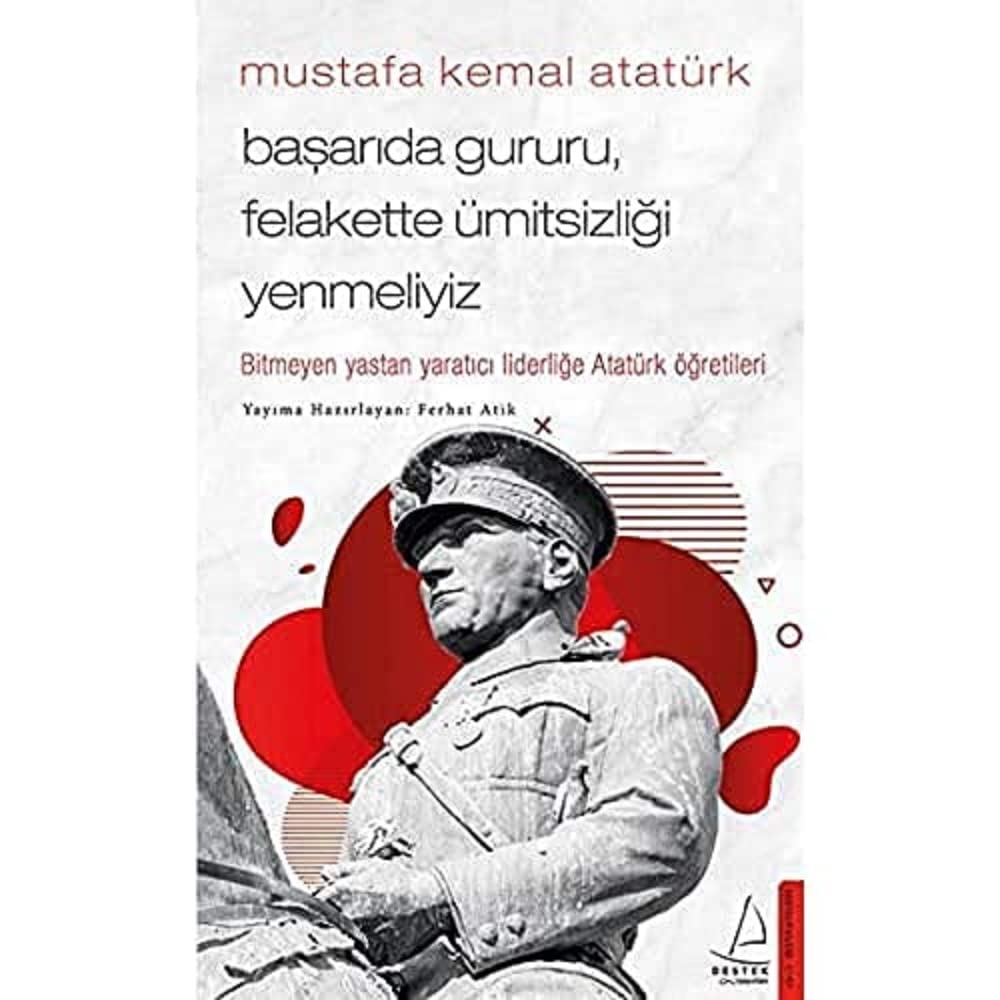 mustafa kemal atatürk
başarıda gururu,
felakette ümitsizliği
yenmeliyiz
Bitmeyen yastan yaratıcı liderliğe Atatürk öğretileri
Yayıma Hazırlayan: Ferhat Atik
DESTEK